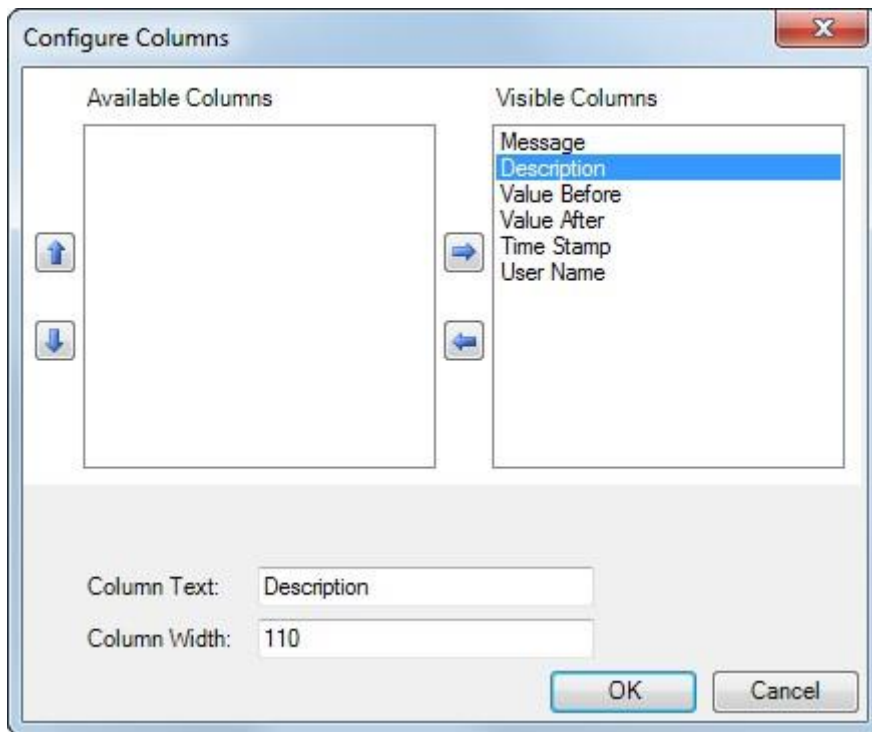 Configure Columns
Available Columns
Visible Columns
Message
Description
Value Before
Value After
Time Stamp
User Name
Column Text: Description
Column Width: 110
OK
Cancel